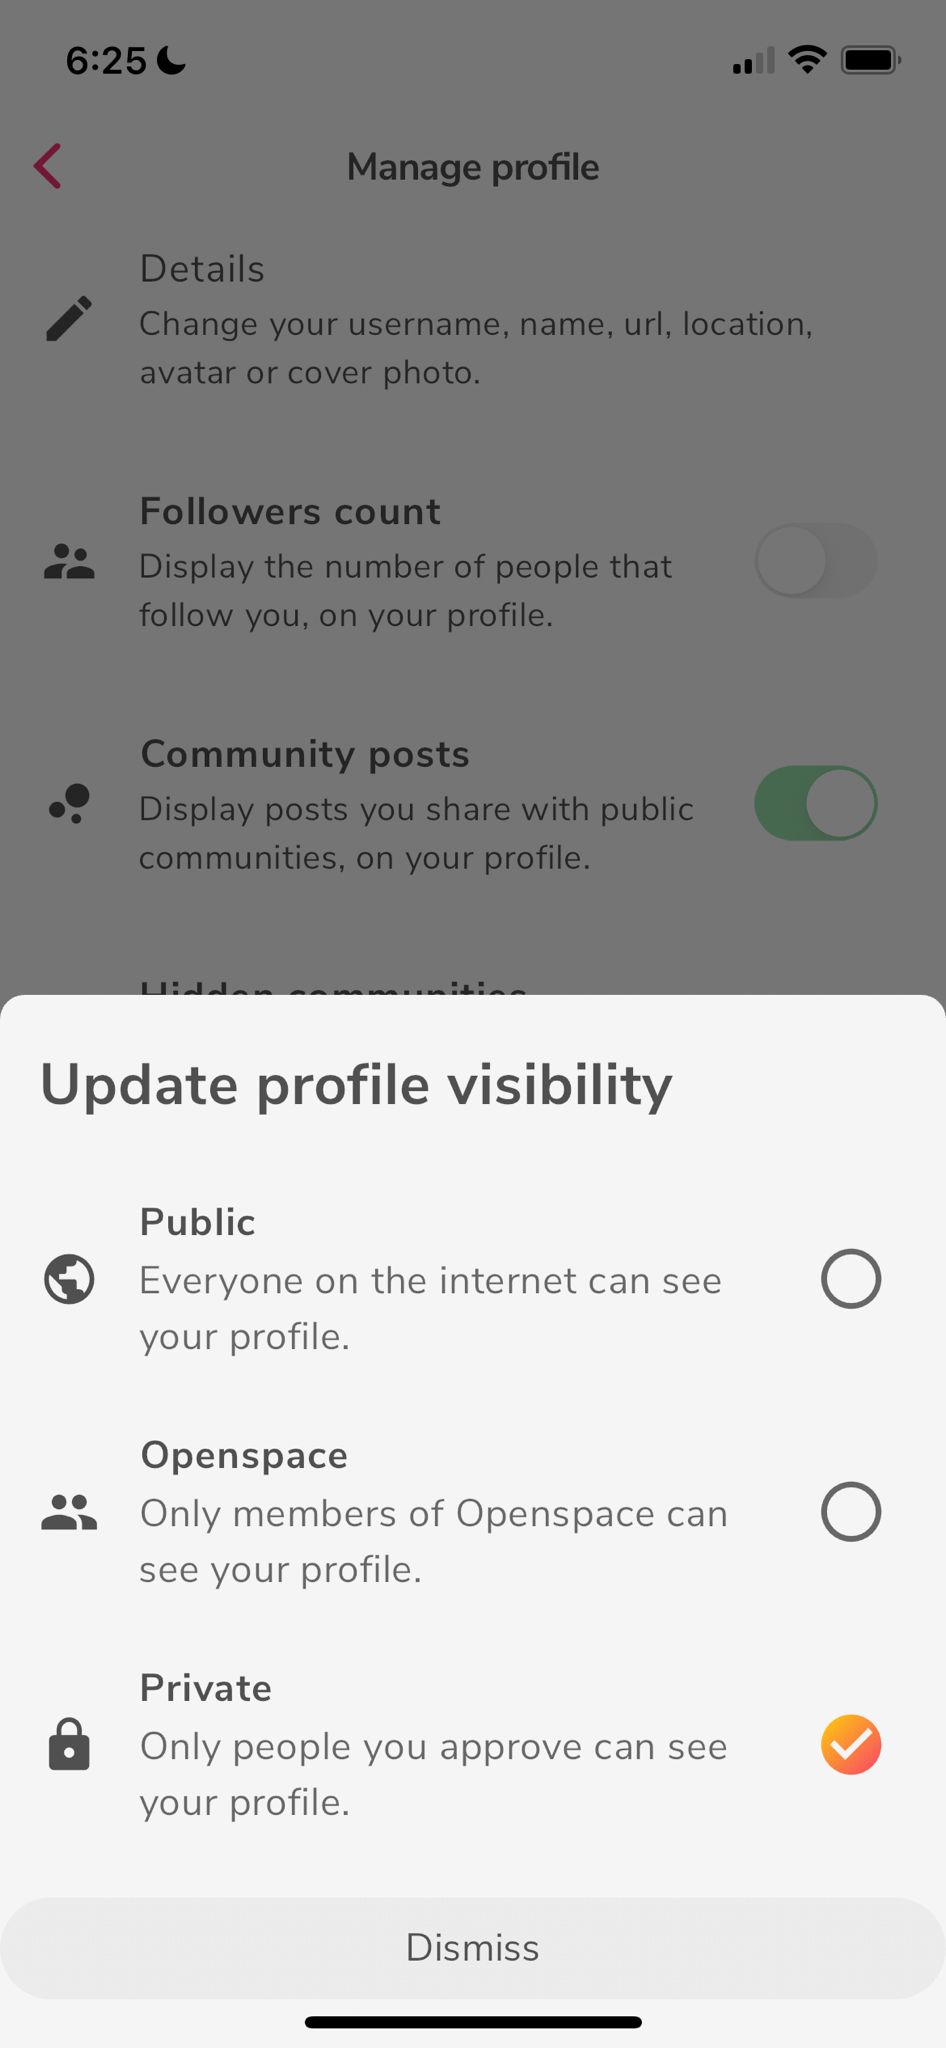 6:25
Manage profile
Details
Change your username, name, url, location,
avatar or cover photo.
Followers count
Display the number of people that
follow you, on your profile.
Community posts
Display posts you share with public
communities, on your profile.
Hidden communities
Update profile visibility
Public
Everyone on the internet can see
your profile.
Openspace
Only members of Openspace can
see your profile.
Private
Only people you approve can see
your profile.
Dismiss